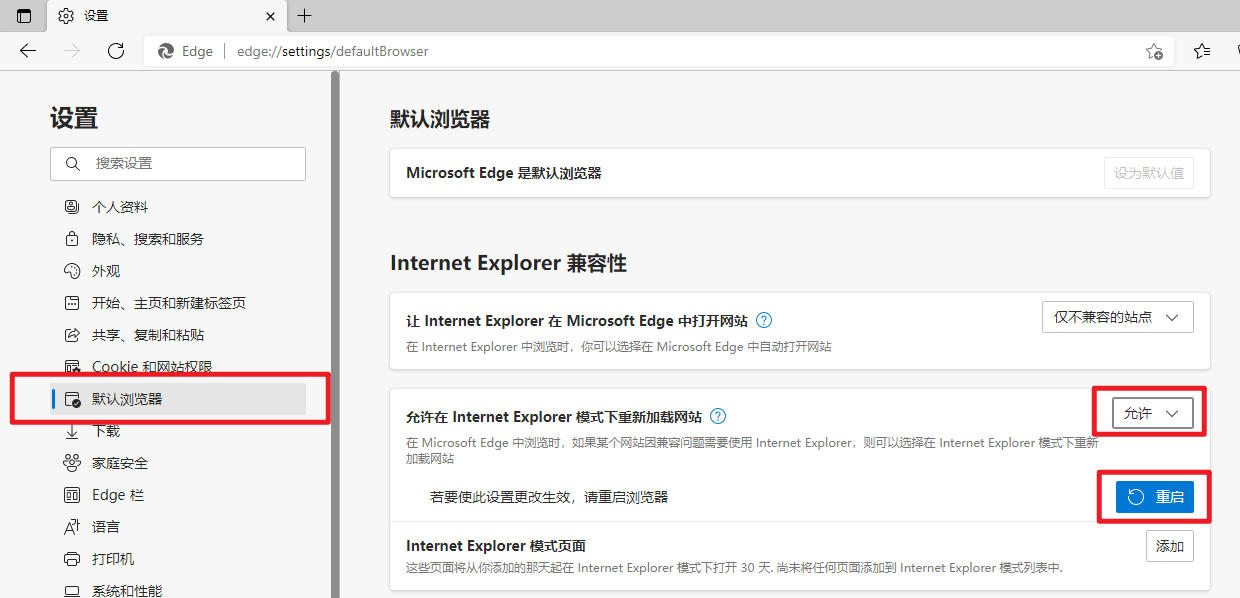 设置
Edge
edge://settings/defaultBrowser
设置
搜索设置
个人资料
隐私、搜索和服务
外观
开始、主页和新建标签页
共享、复制和粘贴
Cookie 和网站权限
默认浏览器
下载
家庭安全
Edge 栏
语言
打印机
系统和性能
默认浏览器
Microsoft Edge 是默认浏览器
设为默认值
Internet Explorer 兼容性
让 Internet Explorer 在 Microsoft Edge 中打开网站
仅不兼容的站点
在 Internet Explorer 中浏览时，你可以选择在 Microsoft Edge 中自动打开网站
允许在 Internet Explorer 模式下重新加载网站
允许
在 Microsoft Edge 中浏览时，如果某个网站因兼容问题需要使用 Internet Explorer，则可以选择在 Internet Explorer 模式下重新
加载网站
若要使此设置更改生效，请重启浏览器
重启
Internet Explorer 模式页面
添加
这些页面将从你添加的那天起在 Internet Explorer 模式下打开 30 天. 尚未将任何页面添加到 Internet Explorer 模式列表中.